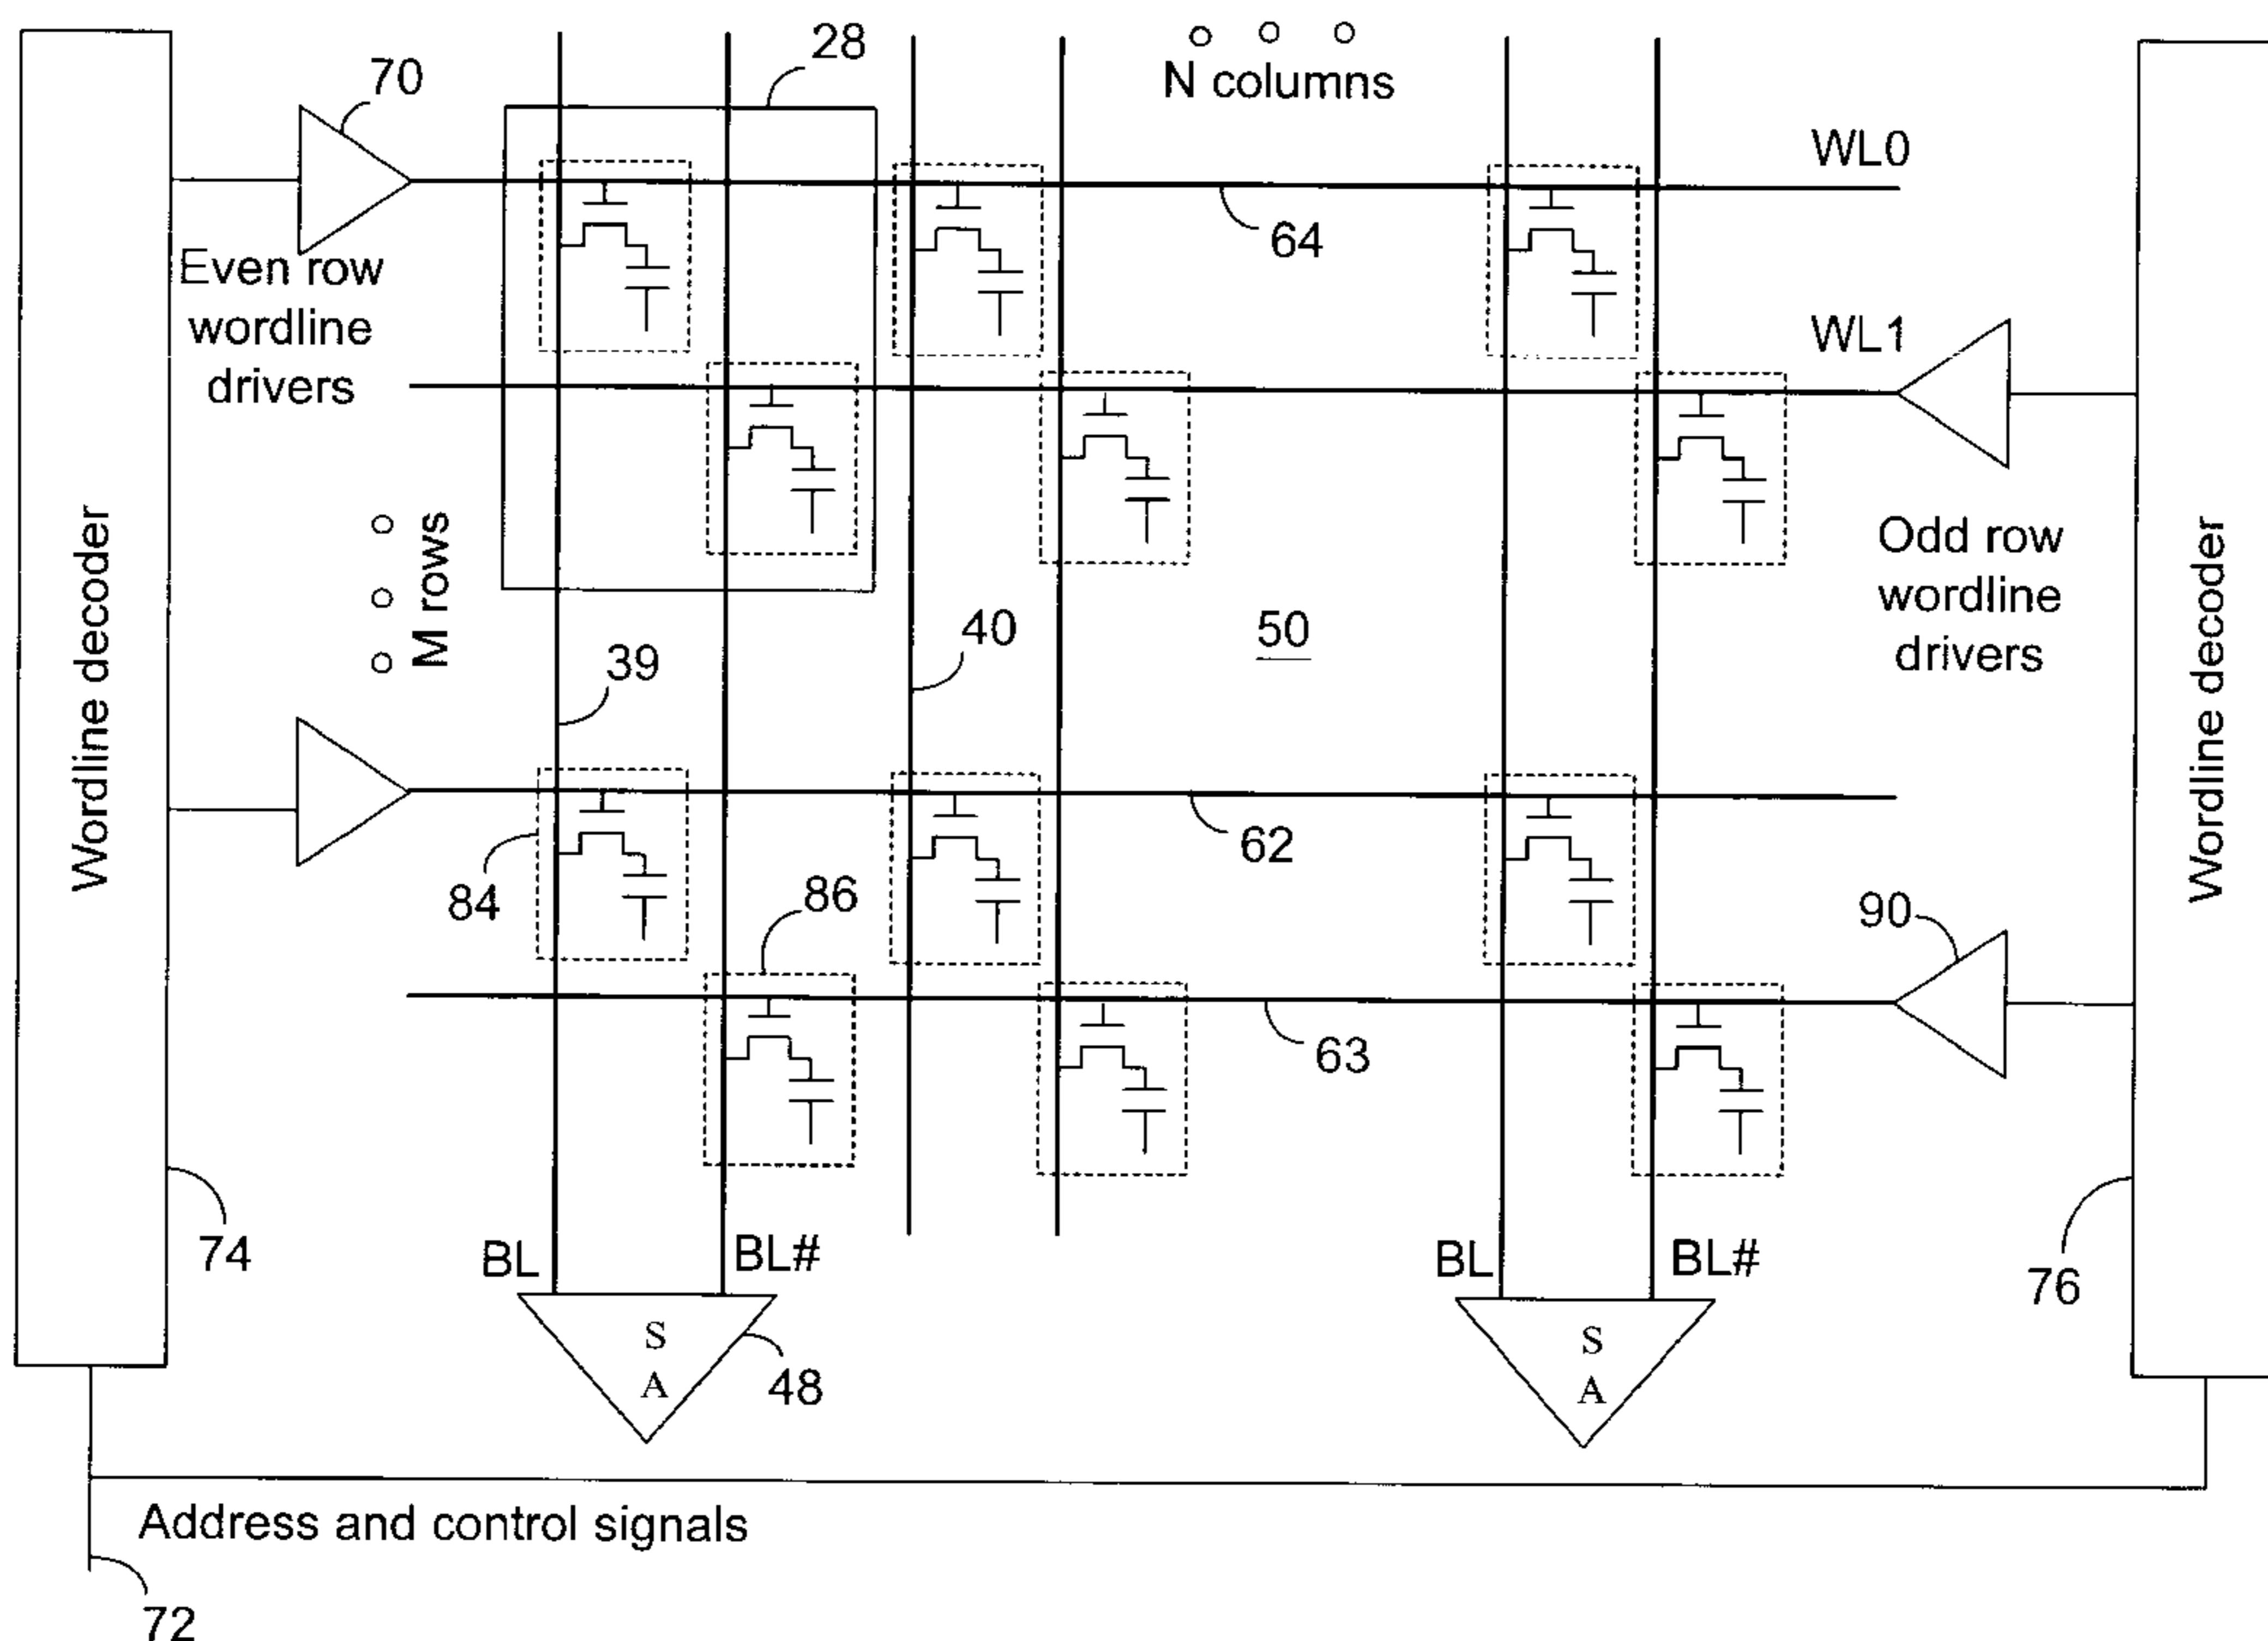 28
70
N columns
WL0
64
Even row
wordline
drivers
WL1
Wordline decoder
M rows
39
40
50
Odd row
wordline
drivers
Wordline decoder
62
84
86
90
63
74
BL
BL#
BL
BL#
76
S
A
48
S
A
Address and control signals
72